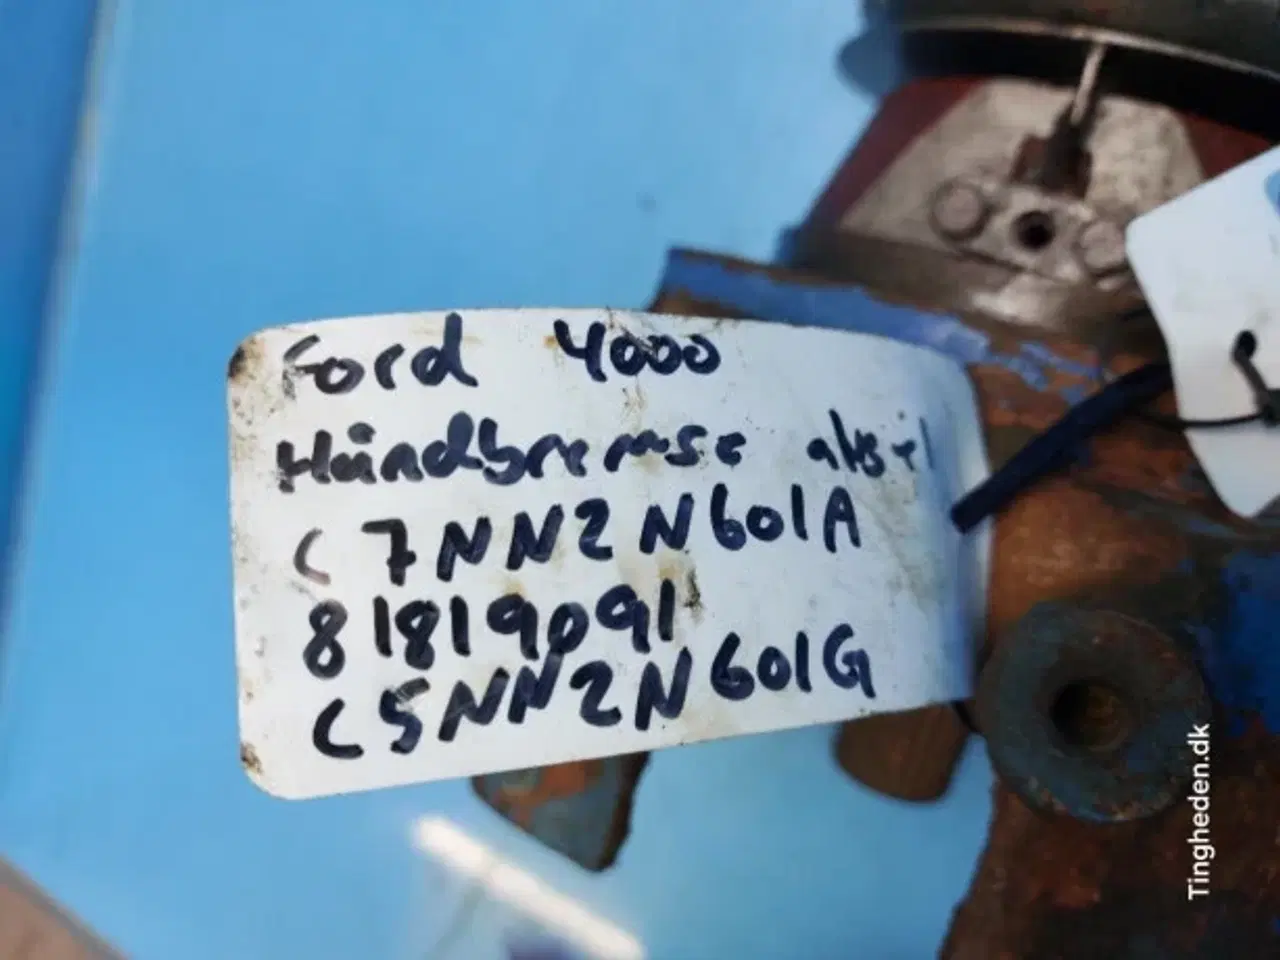 Ford 4000
Håndbremse aksel
C7NN2N601A
81819091
C5NN2N601G
Tingheden.dk